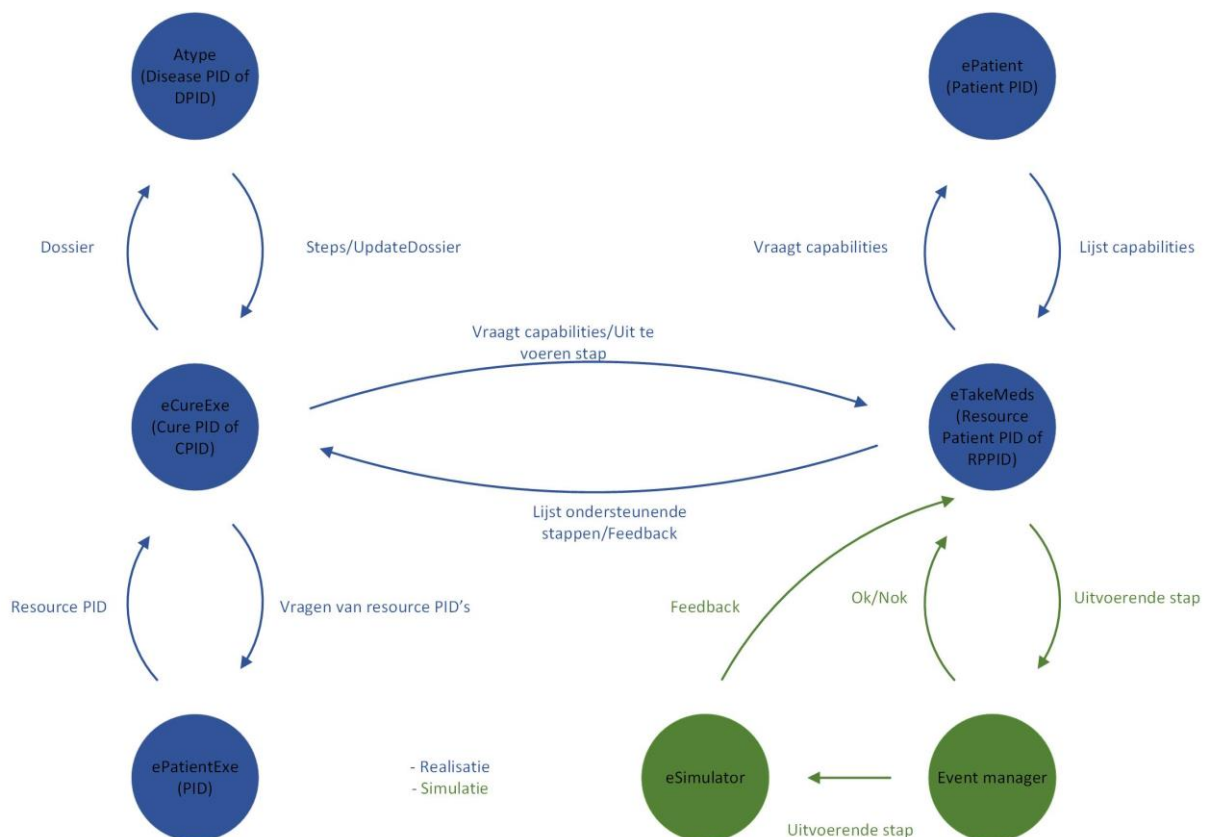 Atype
(Disease PID of
DPID)
ePatient
(Patient PID)
Dossier
Steps/UpdateDossier
Vraagt capabilities
Lijst capabilities
Vraagt capabilities/Uit te
voeren stap
eCureExe
(Cure PID of
CPID)
eTakeMeds
(Resource
Patient PID of
RPPID)
Lijst ondersteunende
stappen/Feedback
Resource PID
Vragen van resource PID's
Feedback
Ok/Nok
Uitvoerende stap
ePatientExe
(PID)
- Realisatie
- Simulatie
eSimulator
Event manager
Uitvoerende stap